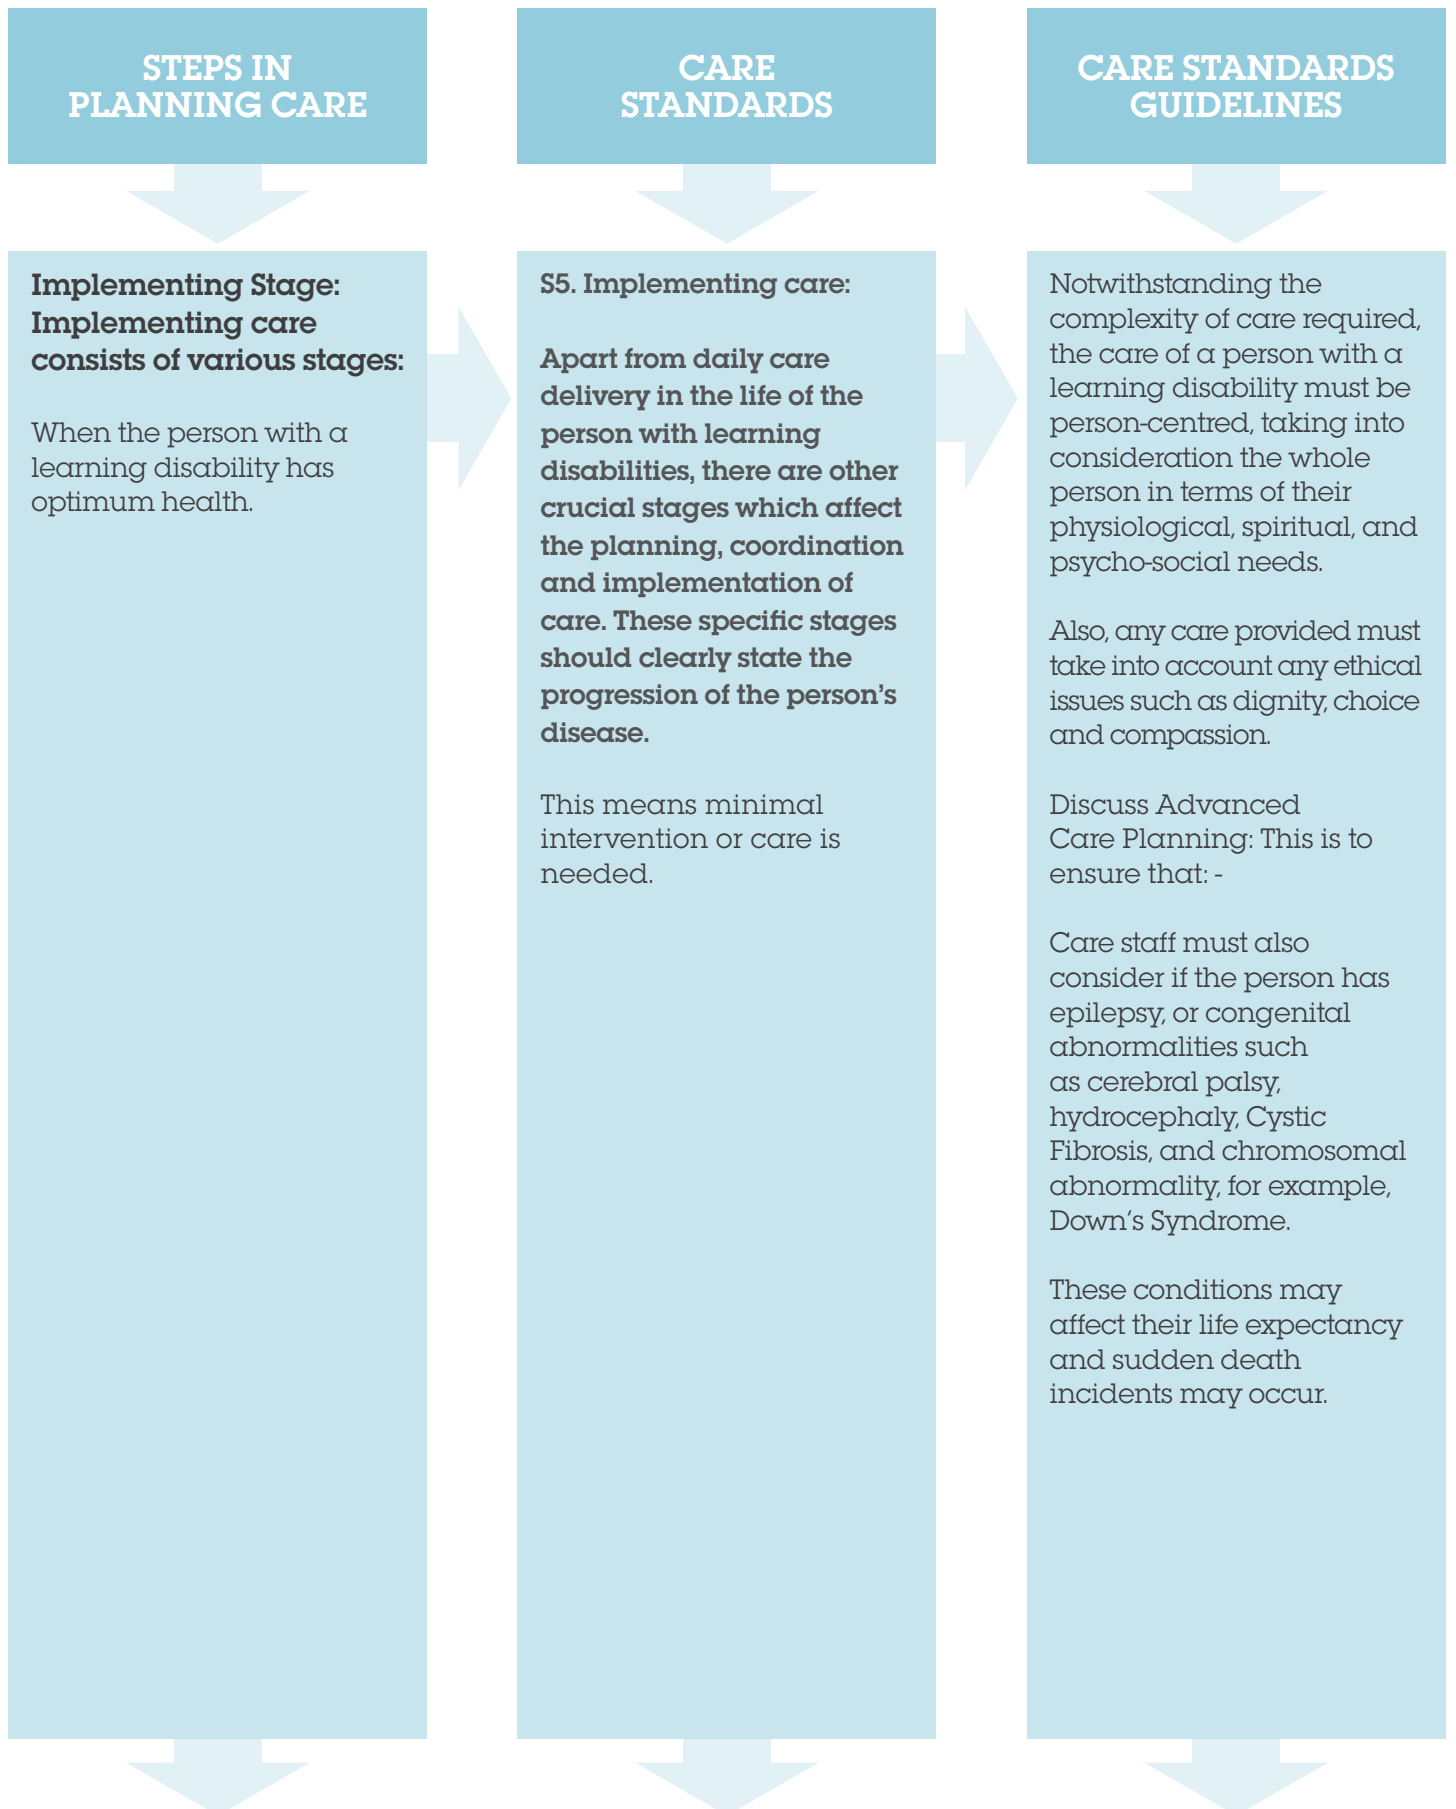 STEPS IN
PLANNING CARE
CARE
STANDARDS
CARE STANDARDS
GUIDELINES
Implementing Stage:
Implementing care
consists of various stages:
When the person with a
learning disability has
optimum health.
S5. Implementing care:
Apart from daily care
delivery in the life of the
person with learning
disabilities, there are other
crucial stages which affect
the planning, coordination
and implementation of
care. These specific stages
should clearly state the
progression of the person's
disease.
This means minimal
intervention or care is
needed.
Notwithstanding the
complexity of care required,
the care of a person with a
learning disability must be
person-centred, taking into
consideration the whole
person in terms of their
physiological, spiritual, and
psycho-social needs.
Also, any care provided must
take into account any ethical
issues such as dignity, choice
and compassion.
Discuss Advanced
Care Planning: This is to
ensure that: -
Care staff must also
consider if the person has
epilepsy, or congenital
abnormalities such
as cerebral palsy,
hydrocephaly, Cystic
Fibrosis, and chromosomal
abnormality, for example,
Down's Syndrome.
These conditions may
affect their life expectancy
and sudden death
incidents may occur.